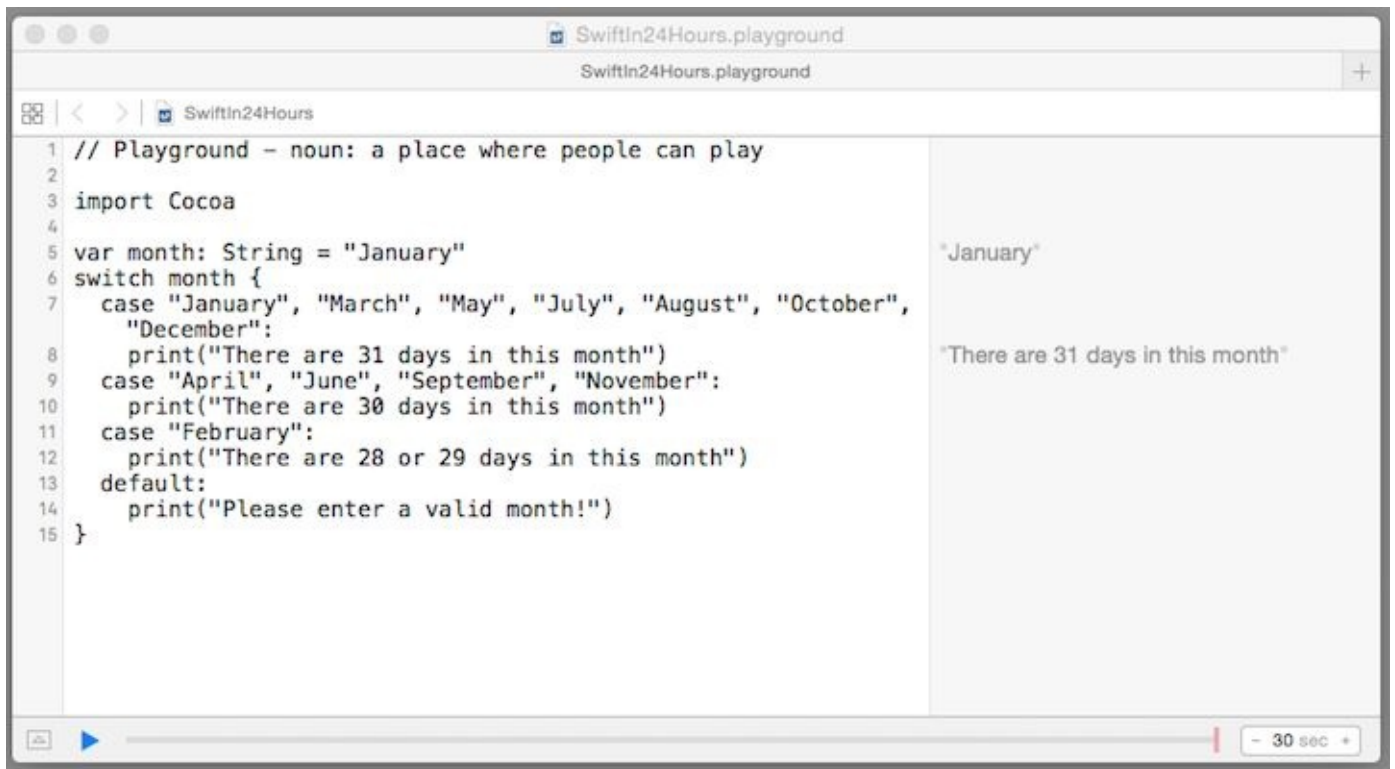 SwiftIn24Hours.playground
SwiftIn24Hours.playground
SwiftIn24Hours
1 // Playground – noun: a place where people can play
2
3 import Cocoa
4
5 var month: String = "January"
"January"
6 switch month {
7 case "January", "March", "May", "July", "August", "October",
"December":
8 print("There are 31 days in this month")
"There are 31 days in this month"
9 case "April", "June", "September", "November":
10 print("There are 30 days in this month")
11 case "February":
12 print("There are 28 or 29 days in this month")
13 default:
14 print("Please enter a valid month!")
15 }
- 30 sec +